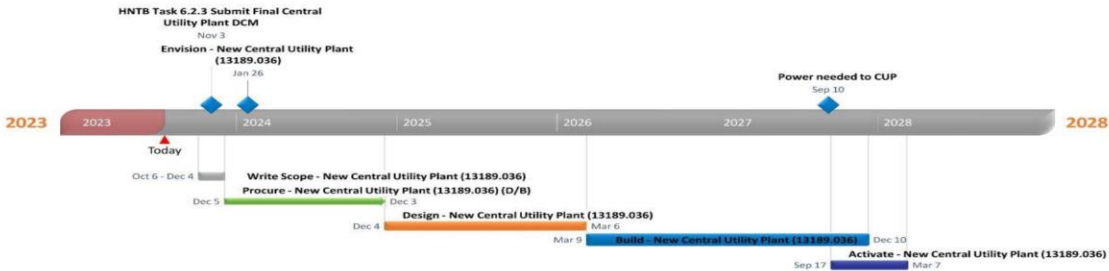 HNTB Task 6.2.3 Submit Final Central
Utility Plant DCM
Nov 3
Envision - New Central Utility Plant
(13189.036)
Jan 26
Power needed to CUP
Sep 10
2023 2023 2024 2025 2026 2027 2028 2028
Today
Oct 6 - Dec 4 Write Scope - New Central Utility Plant (13189.036)
Procure - New Central Utility Plant (13189.036) (D/B)
Dec 5 Dec 3
Design - New Central Utility Plant (13189.036)
Dec 4 Mar 6
Mar 9 Build - New Central Utility Plant (13189.036) Dec 10
Activate - New Central Utility Plant (13189.036)
Sep 17 Mar 7